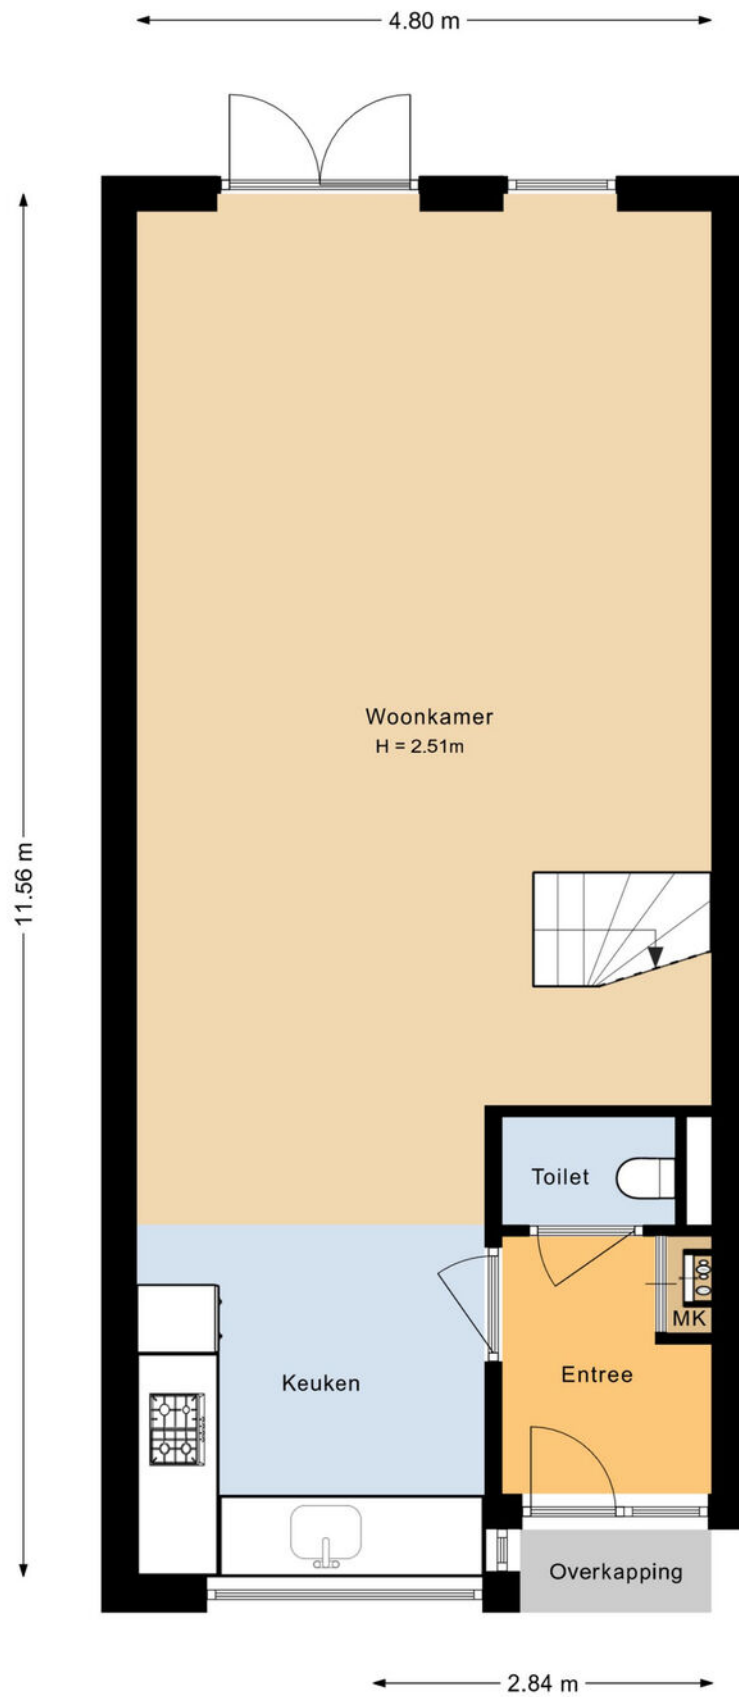 4.80 m
Woonkamer
H = 2.51m
11.56 m
Toilet
MK
Entree
Keuken
Overkapping
2.84 m